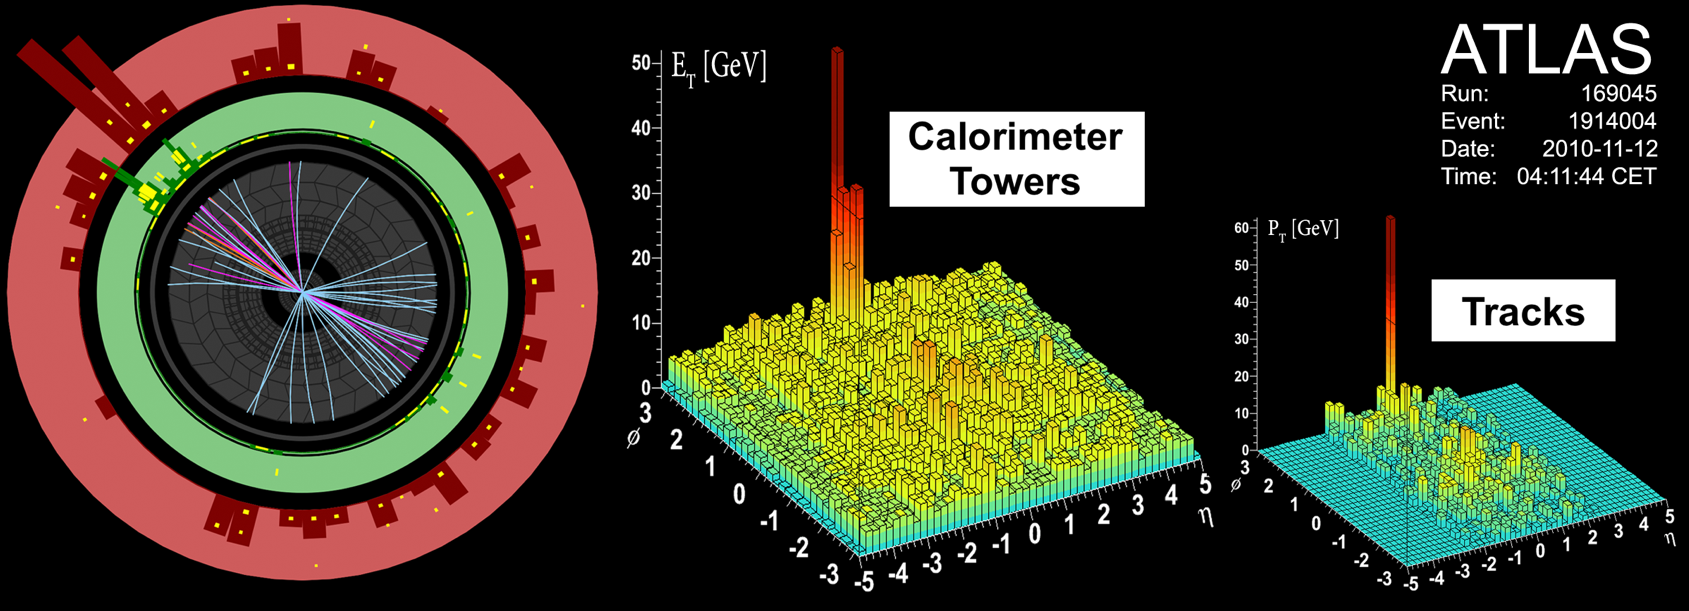 E_T [GeV]
50
40
30
20
10
0
3
2
1
0
-1
-2
-3
ϕ
-5 -4 -3 -2 -1 0 1 2 3 4 5
η
Calorimeter
Towers
ATLAS
Run: 169045
Event: 1914004
Date: 2010-11-12
Time: 04:11:44 CET
P_T [GeV]
60
50
40
30
20
10
0
3
2
1
0
-1
-2
-3
ϕ
-5 -4 -3 -2 -1 0 1 2 3 4 5
η
Tracks